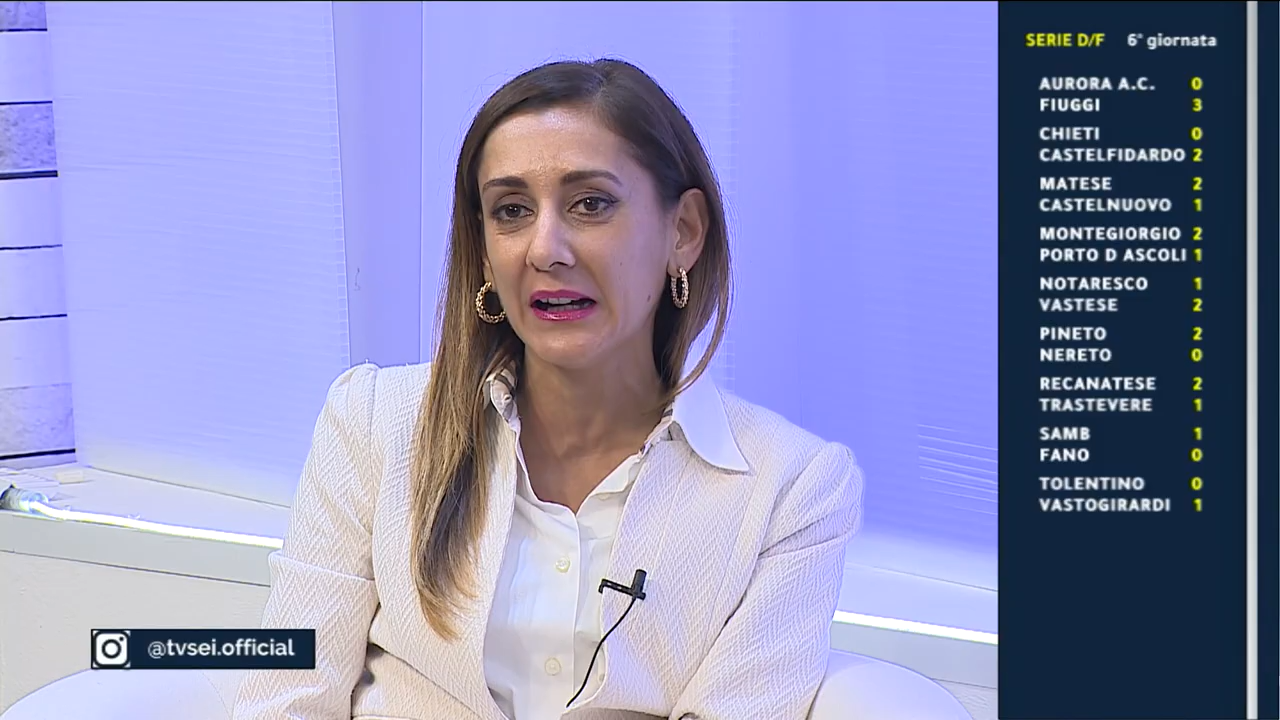 SERIE D/F 6ª giornata
AURORA A.C. 0
FIUGGI 3
CHIETI 0
CASTELFIDARDO 2
MATESE 2
CASTELNUOVO 1
MONTEGIORGIO 2
PORTO D ASCOLI 1
NOTARESCO 1
VASTESE 2
PINETO 2
NERETO 0
RECANATESE 2
TRASTEVERE 1
SAMB 1
FANO 0
TOLENTINO 0
VASTOGIRARDI 1
@tvsei.official